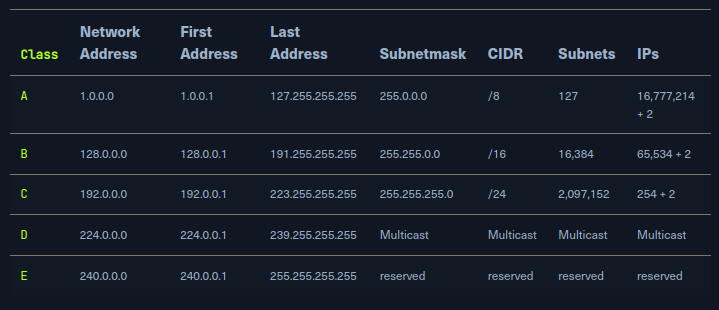 Class Network Address First Address Last Address Subnetmask CIDR Subnets IPs
A 1.0.0.0 1.0.0.1 127.255.255.255 255.0.0.0 /8 127 16,777,214 + 2
B 128.0.0.0 128.0.0.1 191.255.255.255 255.255.0.0 /16 16,384 65,534 + 2
C 192.0.0.0 192.0.0.1 223.255.255.255 255.255.255.0 /24 2,097,152 254 + 2
D 224.0.0.0 224.0.0.1 239.255.255.255 Multicast Multicast Multicast Multicast
E 240.0.0.0 240.0.0.1 255.255.255.255 reserved reserved reserved reserved